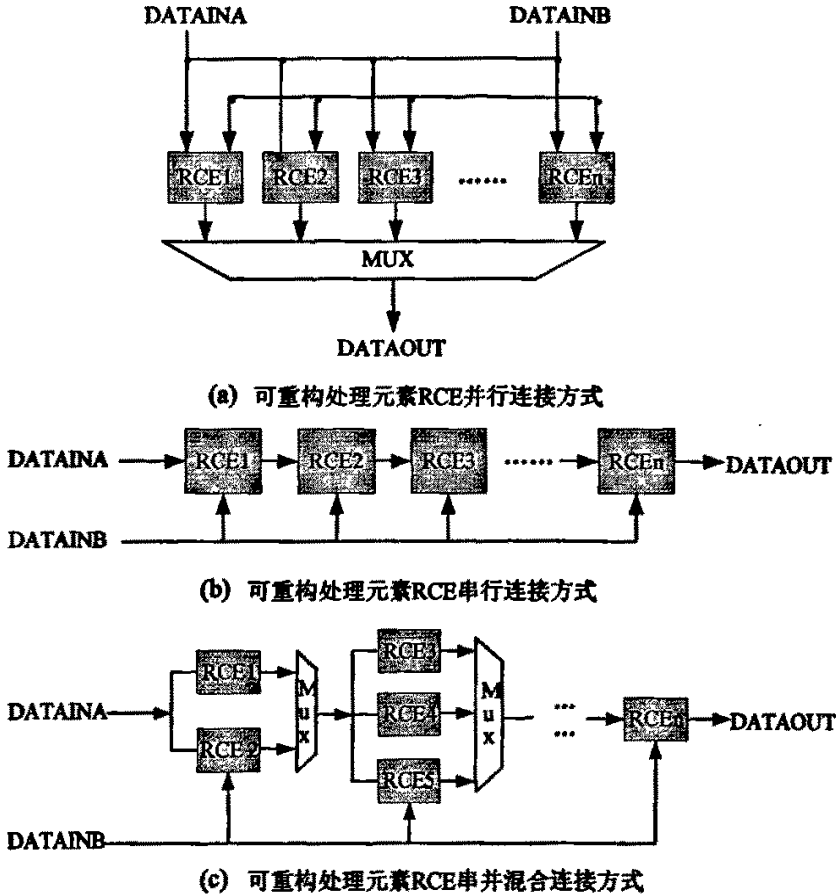 DATAINA DATAINB
RCE1 RCE2 RCE3 ...... RCEn
MUX
DATAOUT
(a) 可重构处理元素RCE并行连接方式
DATAINA RCE1 RCE2 RCE3 ...... RCEn DATAOUT
DATAINB
(b) 可重构处理元素RCE串行连接方式
RCE1 RCE3
DATAINA Mux RCE4 Mux ... ... RCEn DATAOUT
RCE2 RCE5
DATAINB
(c) 可重构处理元素RCE串并混合连接方式